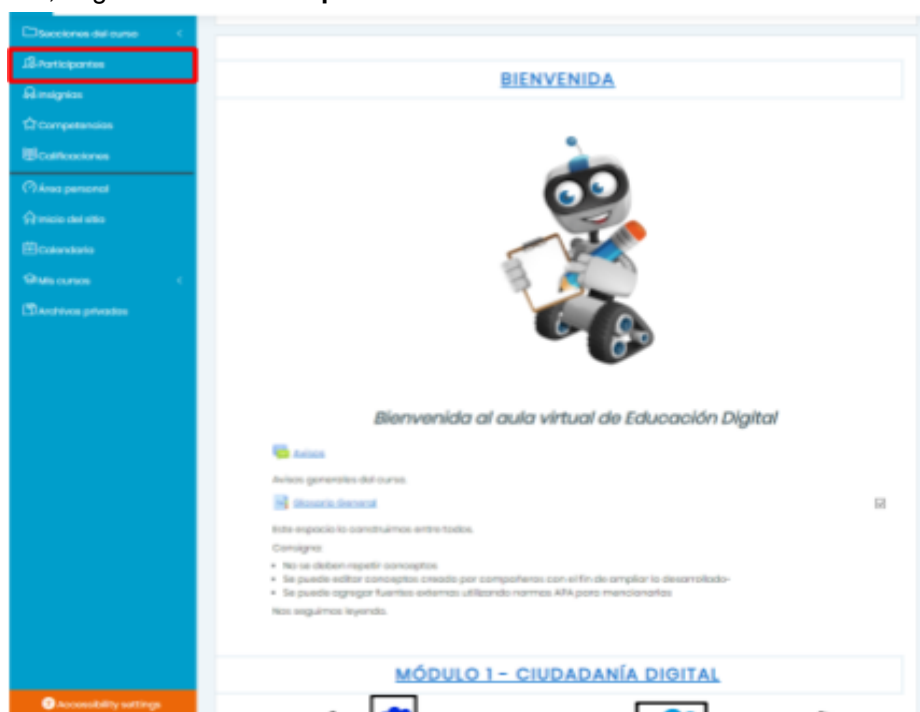 Secciones del curso
Participantes
Insignias
Competencias
Calificaciones
Área personal
Inicio del sitio
Calendario
Mis cursos
Archivos privados
Accessibility settings
BIENVENIDA
Bienvenida al aula virtual de Educación Digital
Avisos
Avisos generales del curso.
Glosario General
Este espacio lo construimos entre todos.
Consigna:
• No se deben repetir conceptos
• Se puede editar conceptos creado por compañeros con el fin de ampliar lo desarrollado-
• Se puede agregar fuentes externas utilizando normas APA para mencionarlas
Nos seguimos leyendo.
MÓDULO 1 - CIUDADANÍA DIGITAL